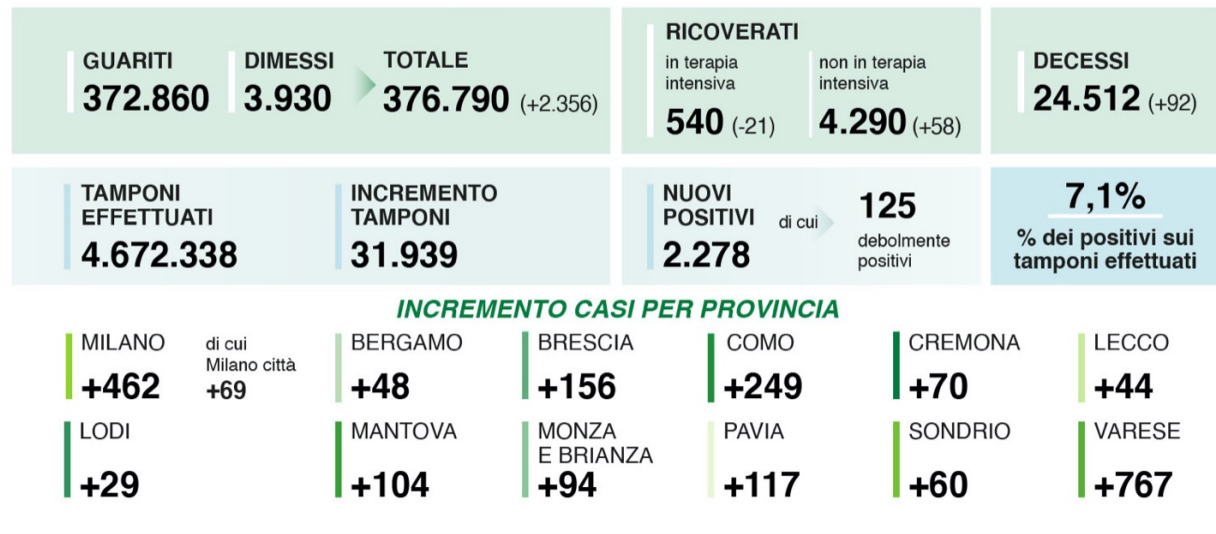 GUARITI
372.860
DIMESSI
3.930
TOTALE
376.790 (+2.356)
RICOVERATI
in terapia
intensiva
540 (-21)
non in terapia
intensiva
4.290 (+58)
DECESSI
24.512 (+92)
TAMPONI
EFFETTUATI
4.672.338
INCREMENTO
TAMPONI
31.939
NUOVI
POSITIVI
2.278
di cui
125
debolmente
positivi
7,1%
% dei positivi sui
tamponi effettuati
INCREMENTO CASI PER PROVINCIA
MILANO
+462
di cui
Milano città
+69
BERGAMO
+48
BRESCIA
+156
COMO
+249
CREMONA
+70
LECCO
+44
LODI
+29
MANTOVA
+104
MONZA
E BRIANZA
+94
PAVIA
+117
SONDRIO
+60
VARESE
+767